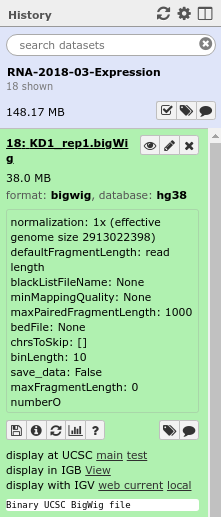 History
search datasets
RNA-2018-03-Expression
18 shown
148.17 MB
18: KD1_rep1.bigWi
g
38.0 MB
format: bigwig, database: hg38
normalization: 1x (effective
genome size 2913022398)
defaultFragmentLength: read
length
blackListFileName: None
minMappingQuality: None
maxPairedFragmentLength: 1000
bedFile: None
chrsToSkip: []
binLength: 10
save_data: False
maxFragmentLength: 0
numberO
display at UCSC main test
display in IGB View
display with IGV web current local
Binary UCSC BigWig file